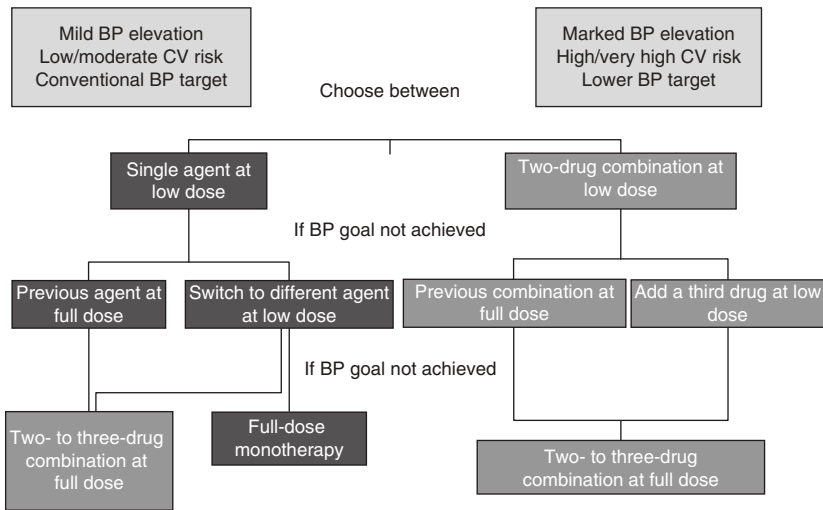 Mild BP elevation
Low/moderate CV risk
Conventional BP target
Marked BP elevation
High/very high CV risk
Lower BP target
Choose between
Single agent at
low dose
Two-drug combination at
low dose
If BP goal not achieved
Previous agent at
full dose
Switch to different agent
at low dose
Previous combination at
full dose
Add a third drug at low
dose
If BP goal not achieved
Two- to three-drug
combination at
full dose
Full-dose
monotherapy
Two- to three-drug
combination at full dose